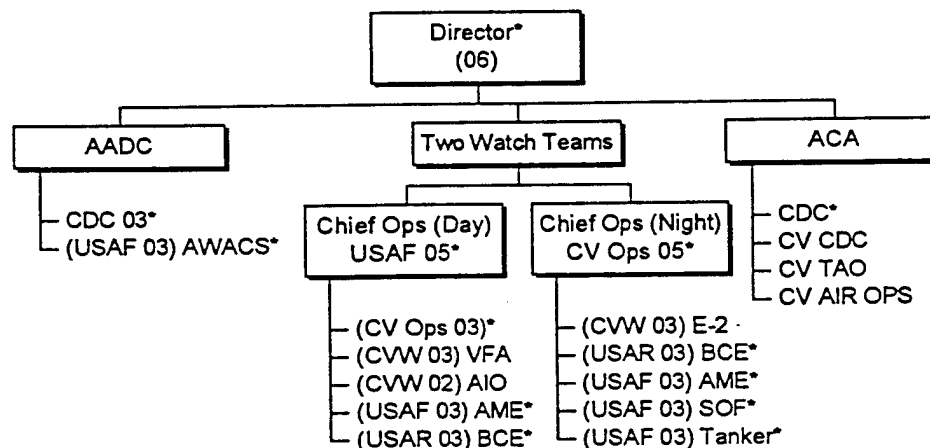 Director*
(06)
AADC
Two Watch Teams
ACA
CDC 03*
(USAF 03) AWACS*
Chief Ops (Day)
USAF 05*
Chief Ops (Night)
CV Ops 05*
CDC*
CV CDC
CV TAO
CV AIR OPS
(CV Ops 03)*
(CVW 03) VFA
(CVW 02) AIO
(USAF 03) AME*
(USAR 03) BCE*
(CVW 03) E-2
(USAR 03) BCE*
(USAF 03) AME*
(USAF 03) SOF*
(USAF 03) Tanker*